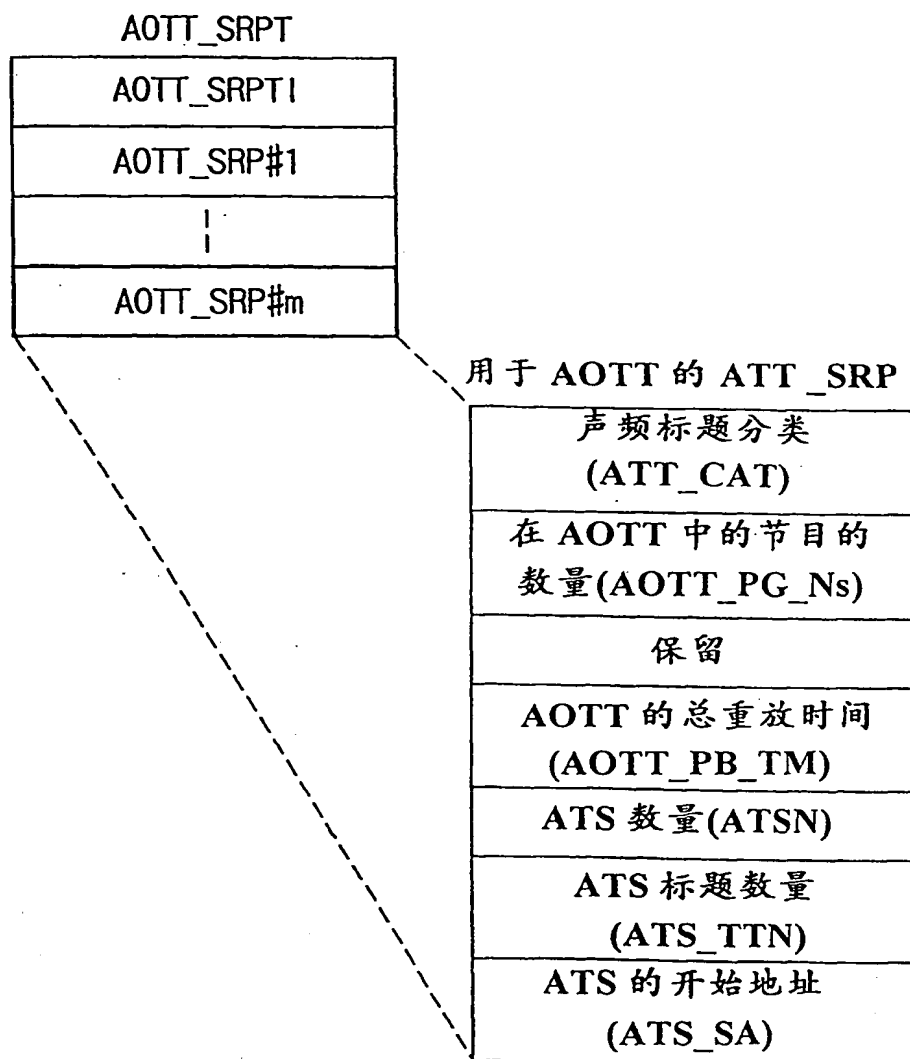 AOTT_SRPT
AOTT_SRPTI
AOTT_SRP#1
AOTT_SRP#m
用于 AOTT 的 ATT _SRP
声频标题分类
(ATT_CAT)
在 AOTT 中的节目的
数量(AOTT_PG_Ns)
保留
AOTT 的总重放时间
(AOTT_PB_TM)
ATS 数量(ATSN)
ATS 标题数量
(ATS_TTN)
ATS 的开始地址
(ATS_SA)